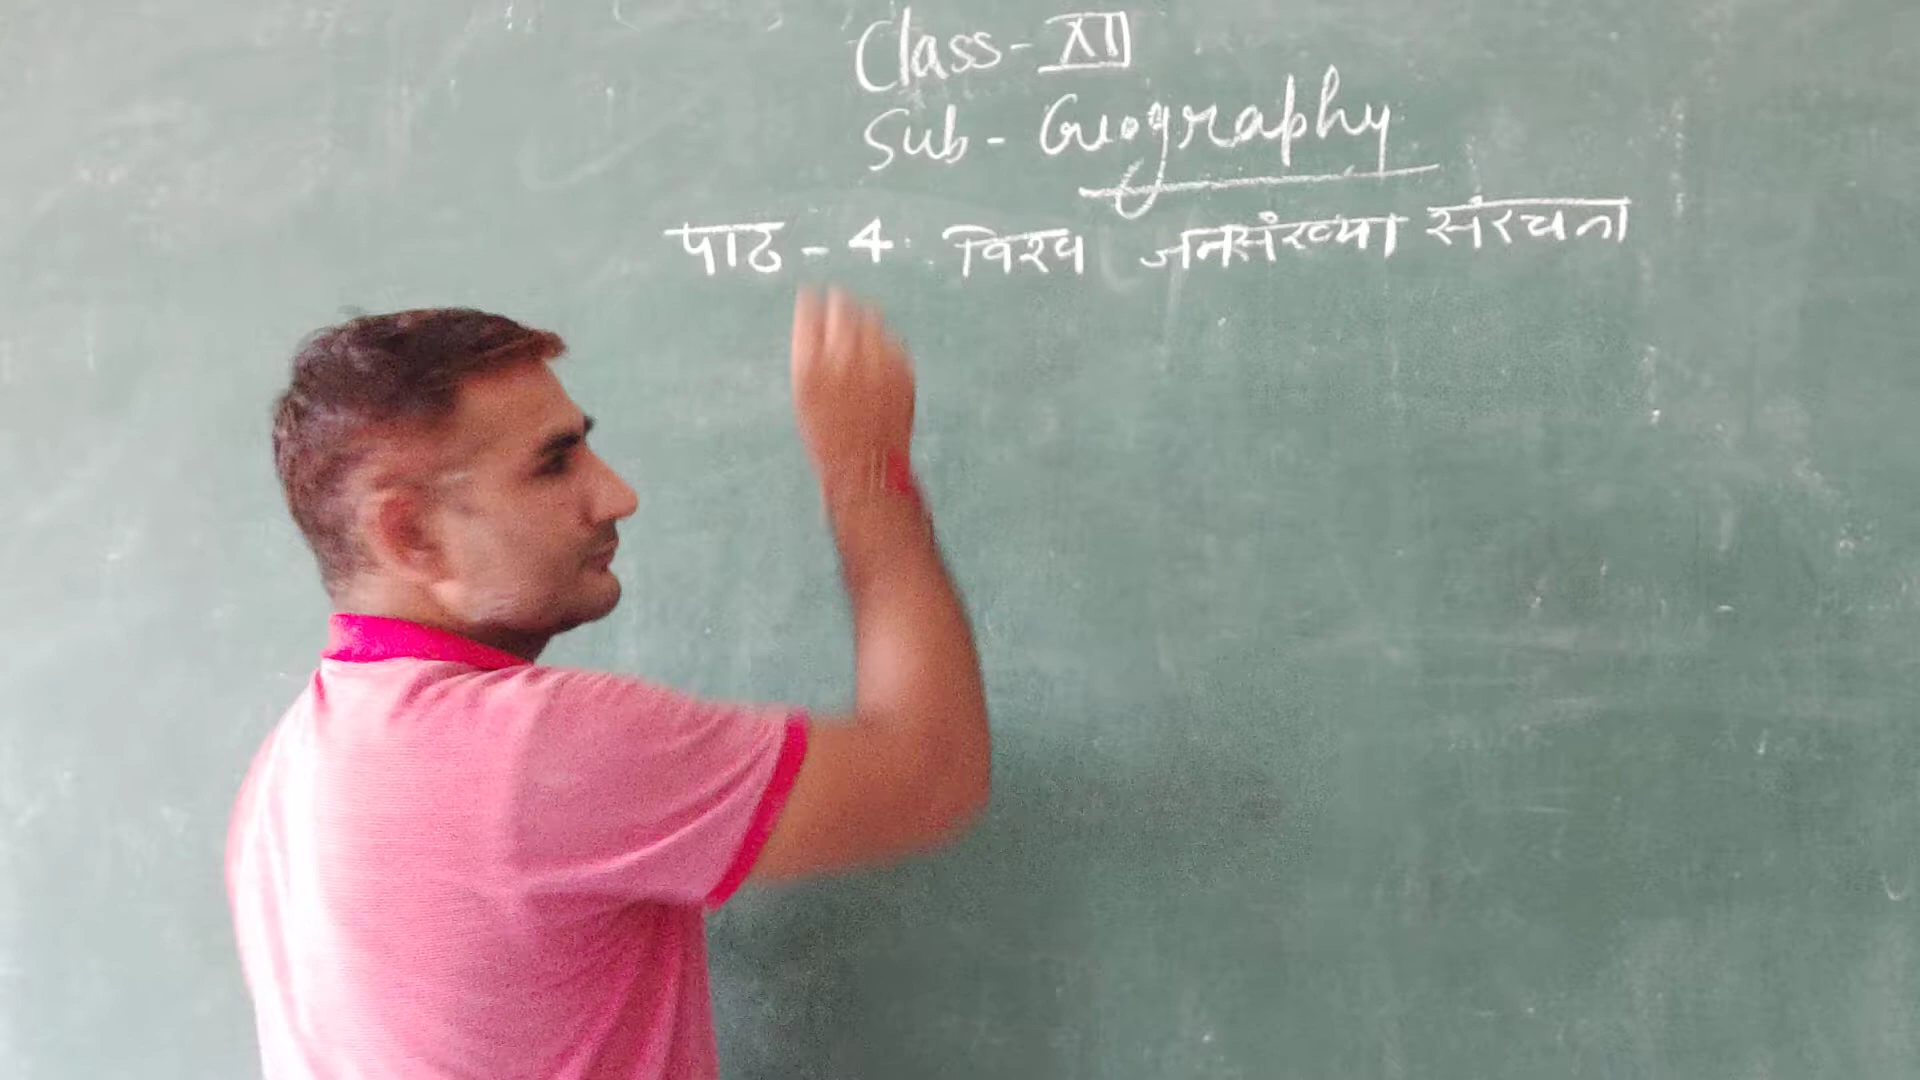 Class - XII
Sub - Geography
पाठ - 4 विश्व जनसंख्या संरचना